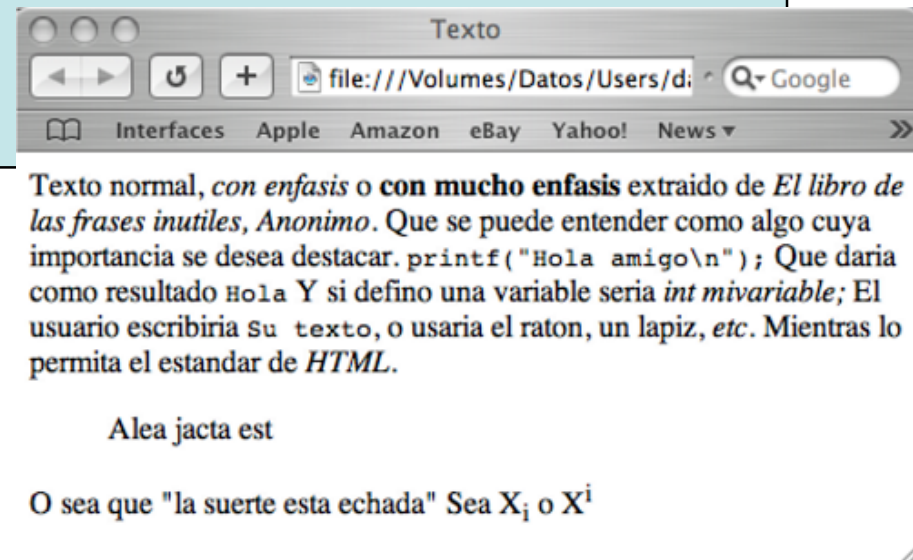 Texto
file:///Volumes/Datos/Users/d
Google
Interfaces Apple Amazon eBay Yahoo! News
Texto normal, con enfasis o con mucho enfasis extraido de El libro de
las frases inutiles, Anonimo. Que se puede entender como algo cuya
importancia se desea destacar. printf("Hola amigo\n"); Que daria
como resultado Hola Y si defino una variable seria int mivariable; El
usuario escribiria Su texto, o usaria el raton, un lapiz, etc. Mientras lo
permita el estandar de HTML.
Alea jacta est
O sea que "la suerte esta echada" Sea Xᵢ o Xⁱ